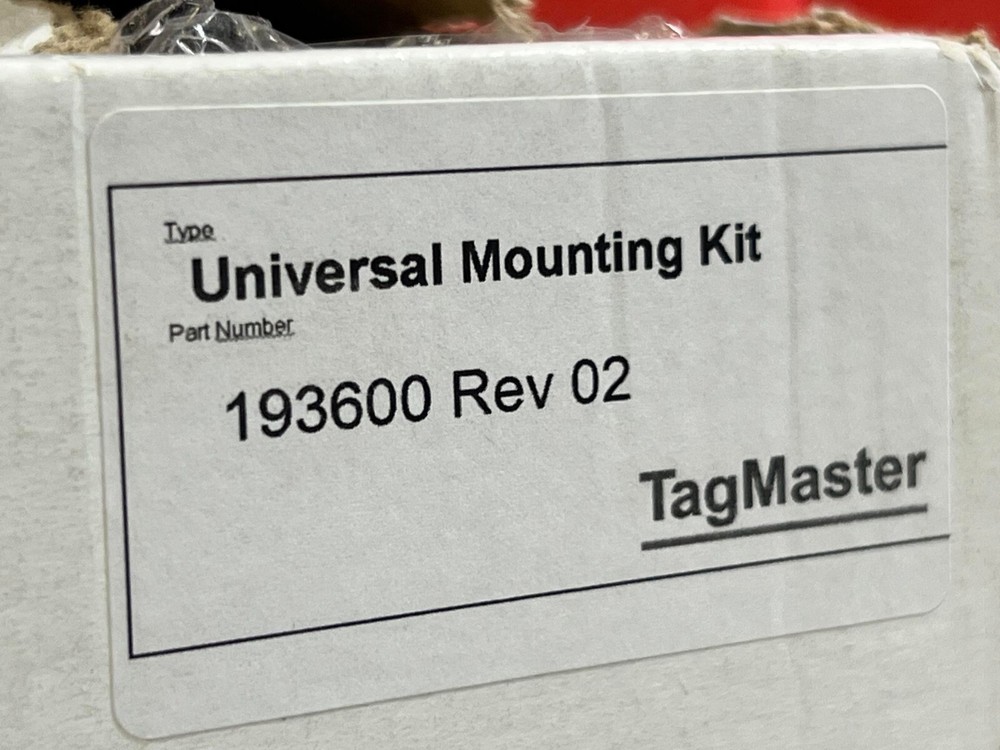 Type
Universal Mounting Kit
Part Number
193600 Rev 02
TagMaster